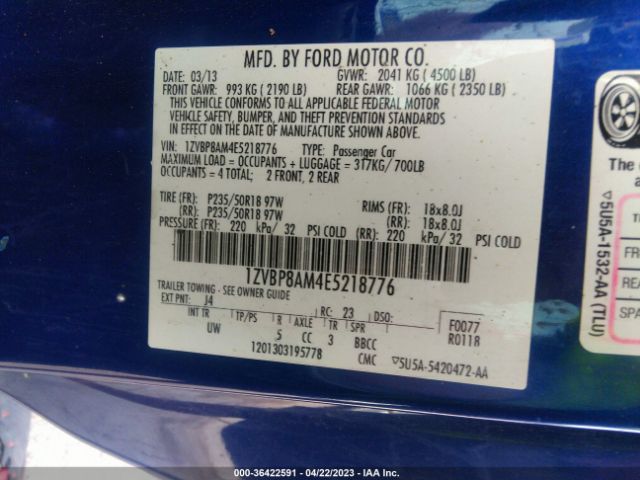 MFD. BY FORD MOTOR CO.
DATE: 03/13 GVWR: 2041 KG ( 4500 LB)
FRONT GAWR: 993 KG ( 2190 LB) REAR GAWR: 1066 KG ( 2350 LB)
THIS VEHICLE CONFORMS TO ALL APPLICABLE FEDERAL MOTOR
VEHICLE SAFETY, BUMPER, AND THEFT PREVENTION STANDARDS
IN EFFECT ON THE DATE OF MANUFACTURE SHOWN ABOVE.
VIN: 1ZVBP8AM4E5218776 TYPE: Passenger Car
MAXIMUM LOAD = OCCUPANTS + LUGGAGE = 317KG/ 700LB
OCCUPANTS = 4 TOTAL; 2 FRONT, 2 REAR
TIRE (FR): P235/50R18 97W RIMS (FR): 18x8.0J
(RR): P235/50R18 97W (RR): 18x8.0J
PRESSURE (FR): 220 kPa/ 32 PSI COLD (RR): 220 kPa/ 32 PSI COLD
1ZVBP8AM4E5218776
TRAILER TOWING - SEE OWNER GUIDE
EXT PNT: J4 RC: 23 DSO:
INT TR TP/PS R AXLE TR SPR F0077
UW 5 CC 3 BBCC R0118
1201303195778 CMC ▽5U5A-5420472-AA
The
a
▽5U5A-1532-AA (TLU)
000-36422591 - 04/22/2023 - IAA Inc.